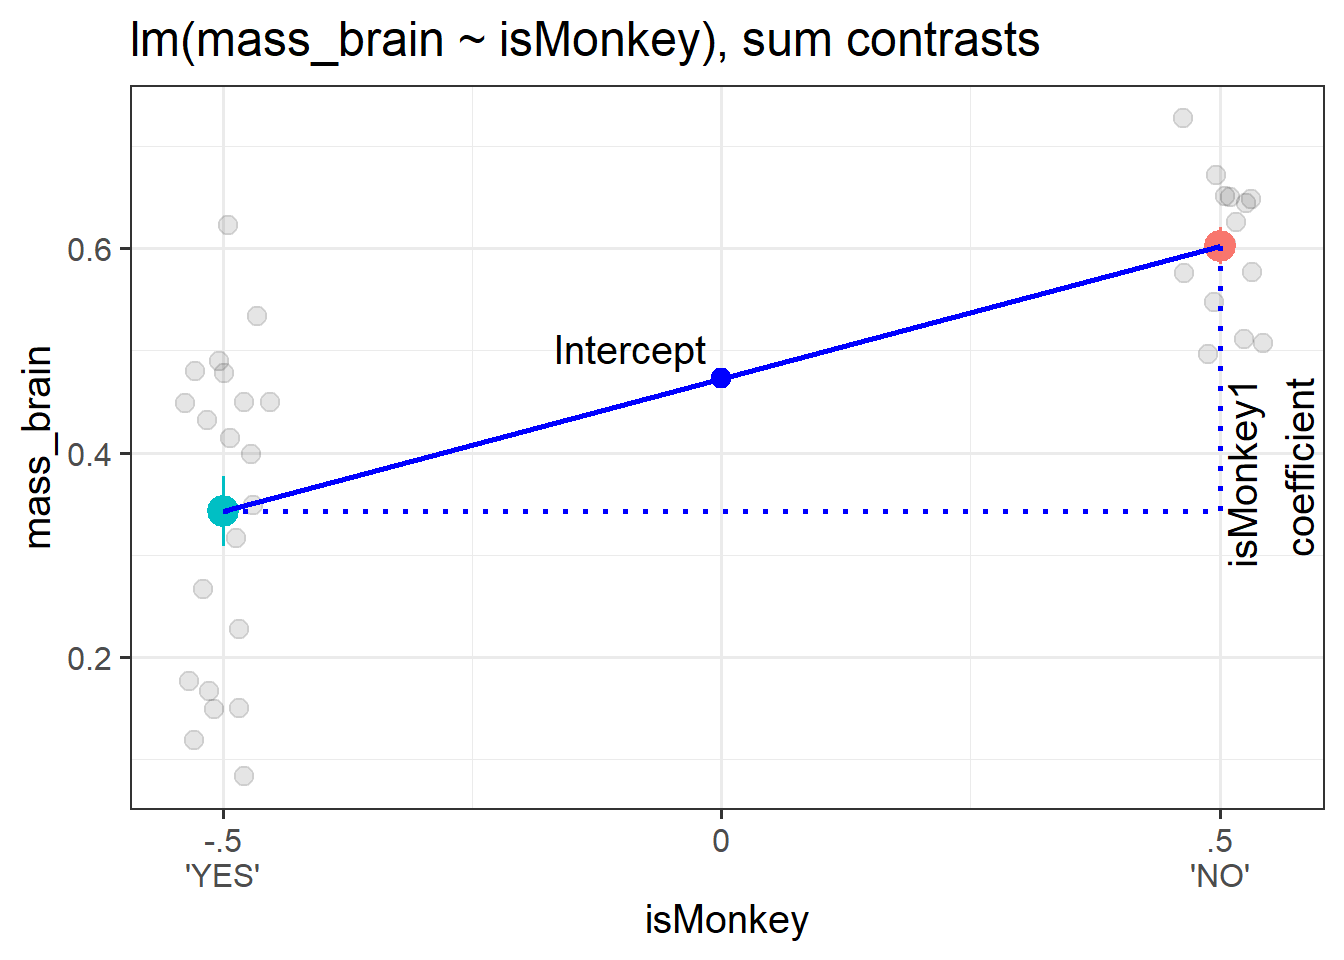 lm(mass_brain ~ isMonkey), sum contrasts
mass_brain
0.6
0.4
0.2
Intercept
isMonkey1
coefficient
-.5
'YES'
0
.5
'NO'
isMonkey